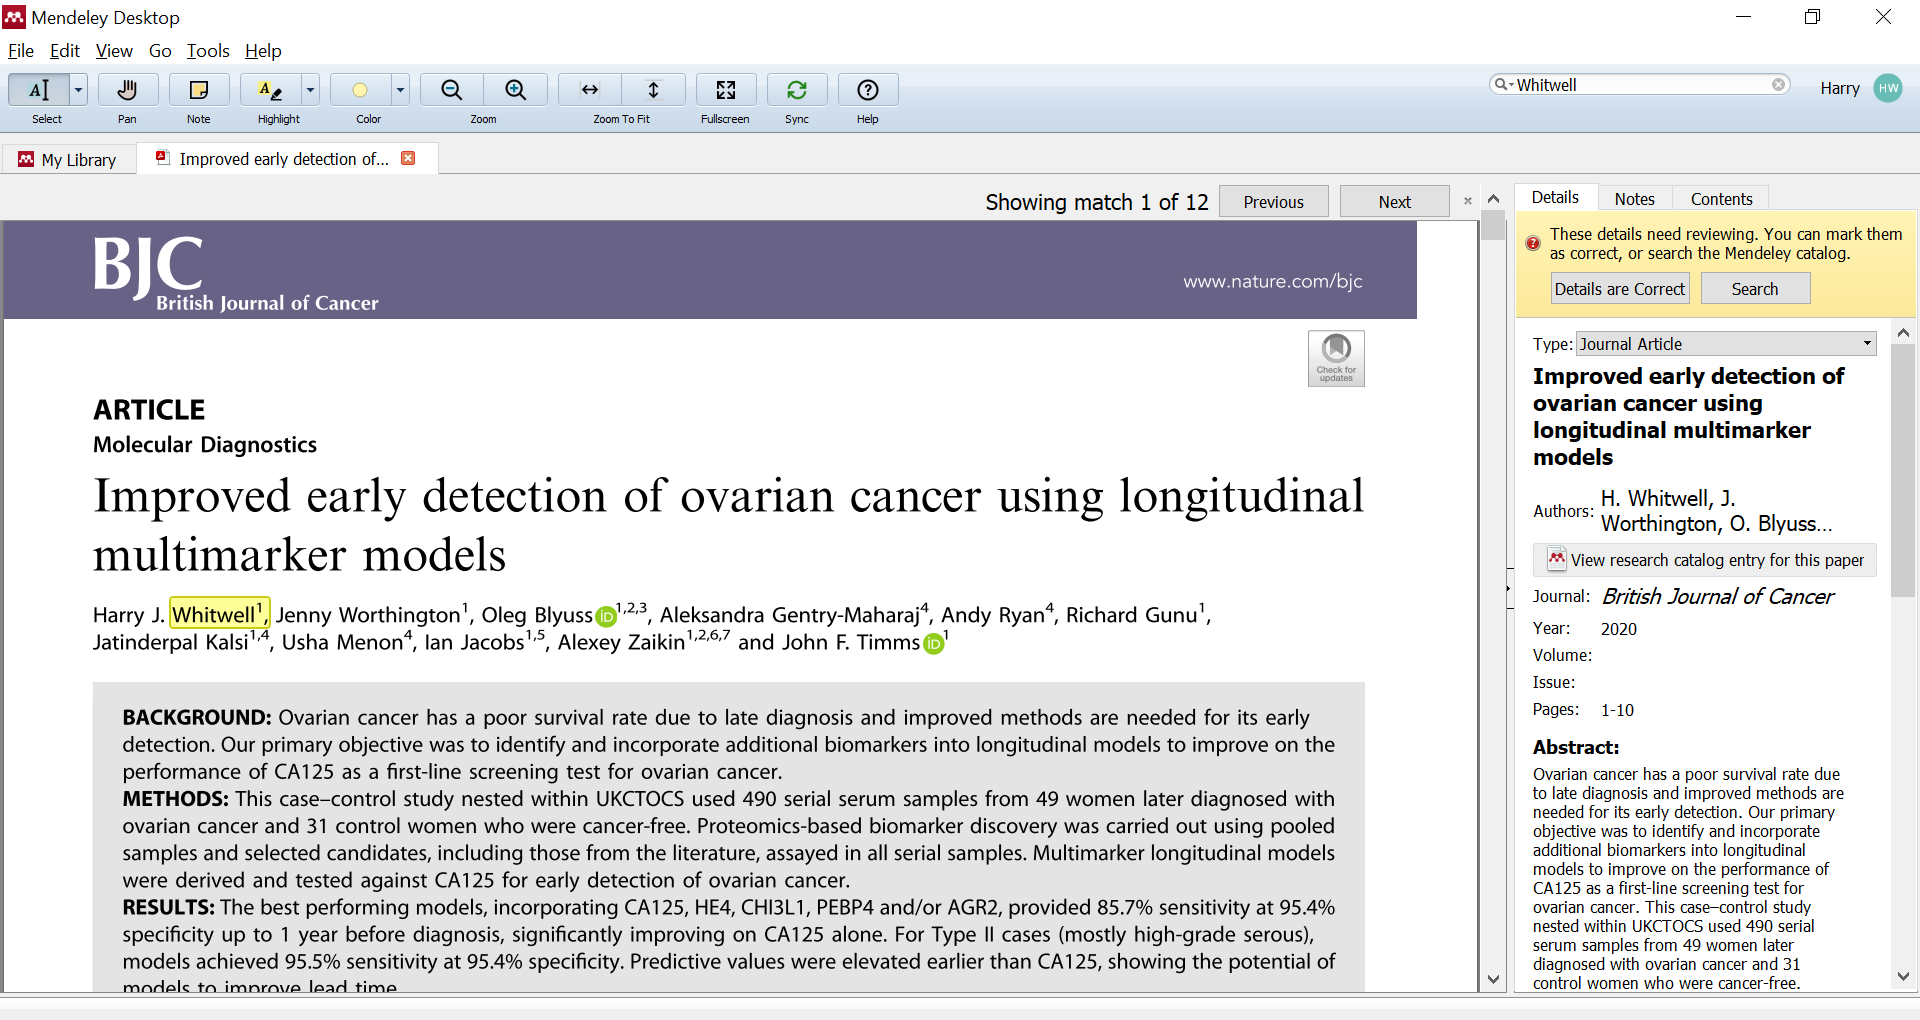 Mendeley Desktop
File Edit View Go Tools Help
Select Pan Note Highlight Color Zoom Zoom To Fit Fullscreen Sync Help
Whitwell
Harry HW
My Library
Improved early detection of...
Showing match 1 of 12 Previous Next
BJC
British Journal of Cancer
www.nature.com/bjc
Check for
updates
ARTICLE
Molecular Diagnostics
Improved early detection of ovarian cancer using longitudinal
multimarker models
Harry J. Whitwell1, Jenny Worthington1, Oleg Blyuss iD 1,2,3, Aleksandra Gentry-Maharaj4, Andy Ryan4, Richard Gunu1,
Jatinderpal Kalsi1,4, Usha Menon4, Ian Jacobs1,5, Alexey Zaikin1,2,6,7 and John F. Timms iD 1
BACKGROUND: Ovarian cancer has a poor survival rate due to late diagnosis and improved methods are needed for its early
detection. Our primary objective was to identify and incorporate additional biomarkers into longitudinal models to improve on the
performance of CA125 as a first-line screening test for ovarian cancer.
METHODS: This case–control study nested within UKCTOCS used 490 serial serum samples from 49 women later diagnosed with
ovarian cancer and 31 control women who were cancer-free. Proteomics-based biomarker discovery was carried out using pooled
samples and selected candidates, including those from the literature, assayed in all serial samples. Multimarker longitudinal models
were derived and tested against CA125 for early detection of ovarian cancer.
RESULTS: The best performing models, incorporating CA125, HE4, CHI3L1, PEBP4 and/or AGR2, provided 85.7% sensitivity at 95.4%
specificity up to 1 year before diagnosis, significantly improving on CA125 alone. For Type II cases (mostly high-grade serous),
models achieved 95.5% sensitivity at 95.4% specificity. Predictive values were elevated earlier than CA125, showing the potential of
models to improve lead time
Details Notes Contents
These details need reviewing. You can mark them
as correct, or search the Mendeley catalog.
Details are Correct Search
Type: Journal Article
Improved early detection of
ovarian cancer using
longitudinal multimarker
models
Authors: H. Whitwell, J.
Worthington, O. Blyuss...
View research catalog entry for this paper
Journal: British Journal of Cancer
Year: 2020
Volume:
Issue:
Pages: 1-10
Abstract:
Ovarian cancer has a poor survival rate due
to late diagnosis and improved methods are
needed for its early detection. Our primary
objective was to identify and incorporate
additional biomarkers into longitudinal
models to improve on the performance of
CA125 as a first-line screening test for
ovarian cancer. This case–control study
nested within UKCTOCS used 490 serial
serum samples from 49 women later
diagnosed with ovarian cancer and 31
control women who were cancer-free.